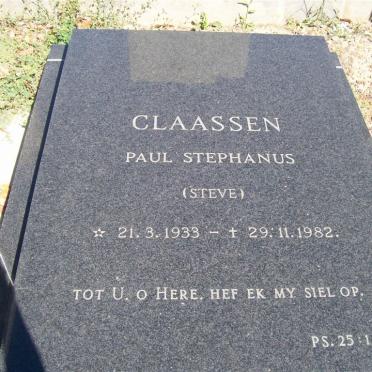 CLAASSEN
PAUL STEPHANUS
(STEVE)
☆ 21.3.1933 – ✝ 29.11.1982.
TOT U, O HERE, HEF EK MY SIEL OP.
PS. 25:1